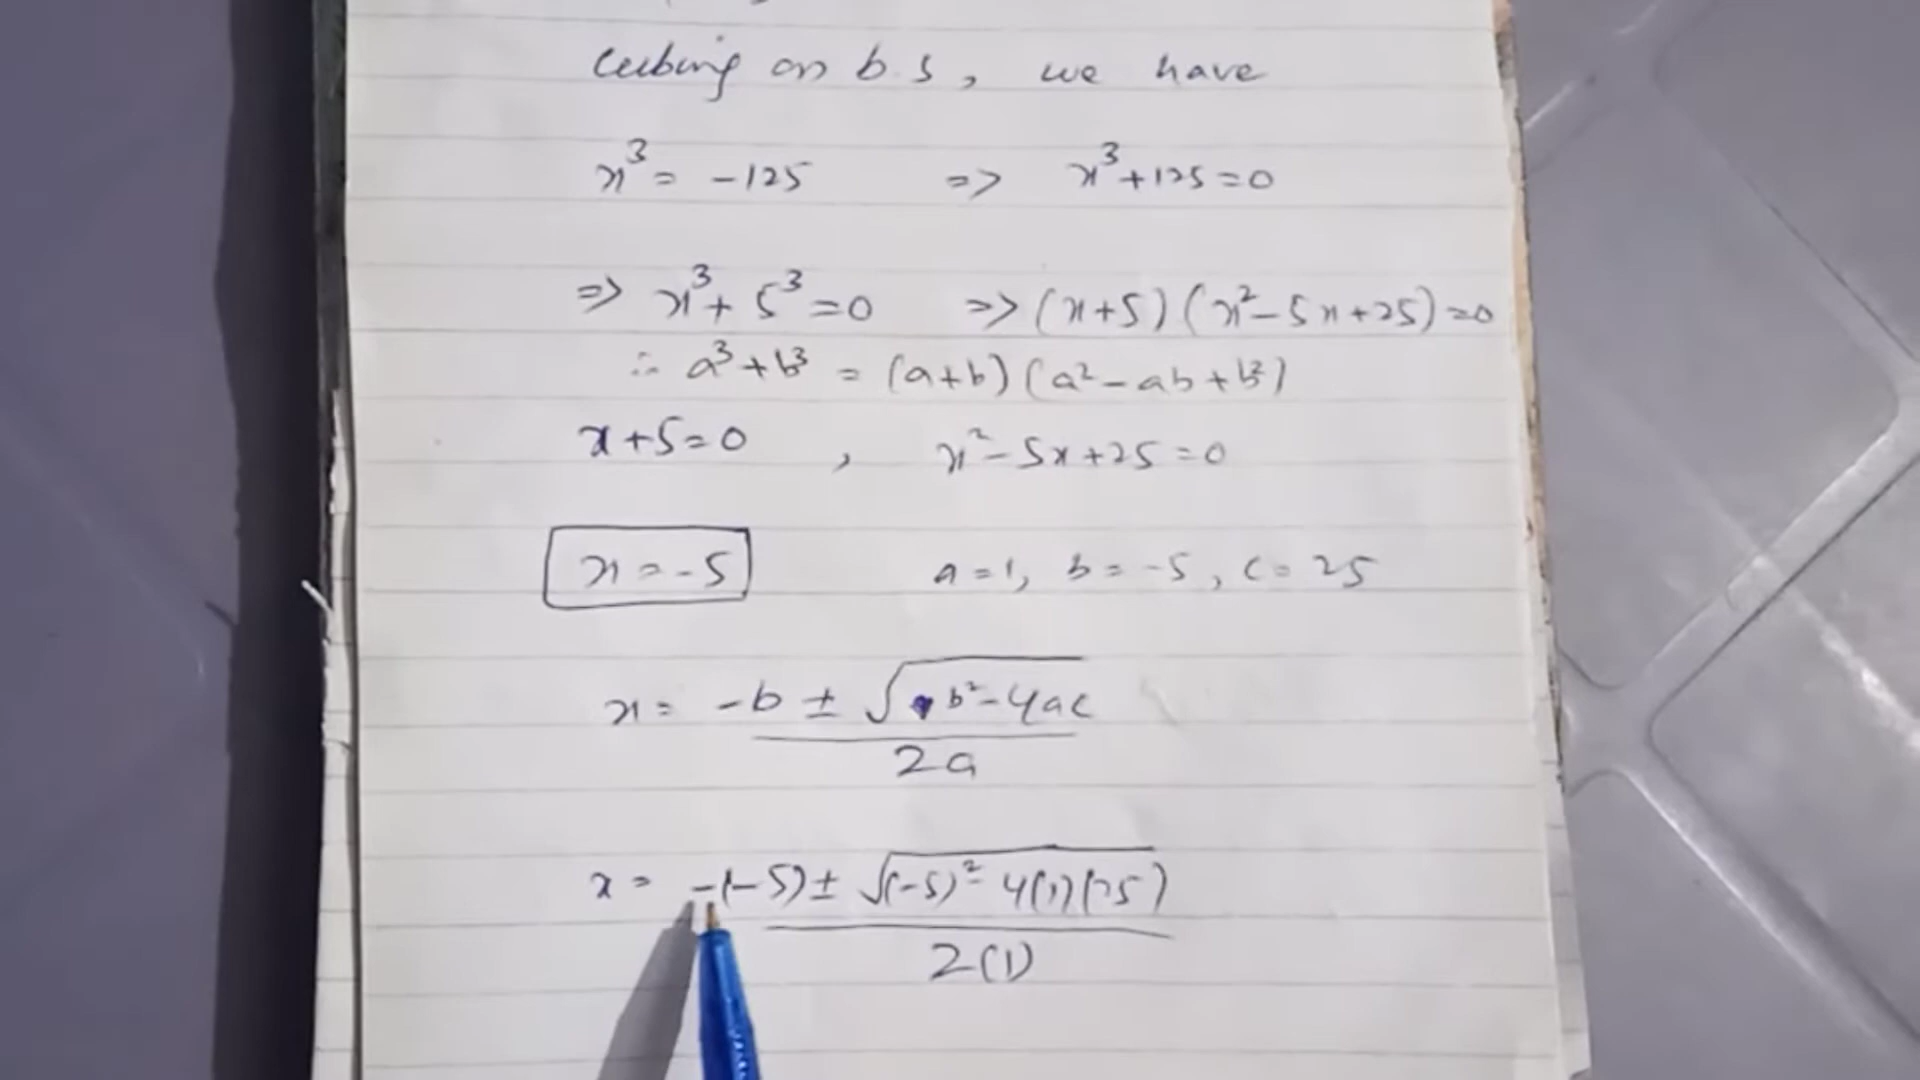 cubing on b.s, we have
x³ = -125 => x³+125=0
=> x³+5³=0 => (x+5)(x²-5x+25)=0
∴ a³+b³ = (a+b)(a²-ab+b²)
x+5=0 , x²-5x+25=0
x=-5 a=1, b=-5, c=25
x = -b ± √b²-4ac
2a
x = -(-5) ± √(-5)²-4(1)(25)
2(1)